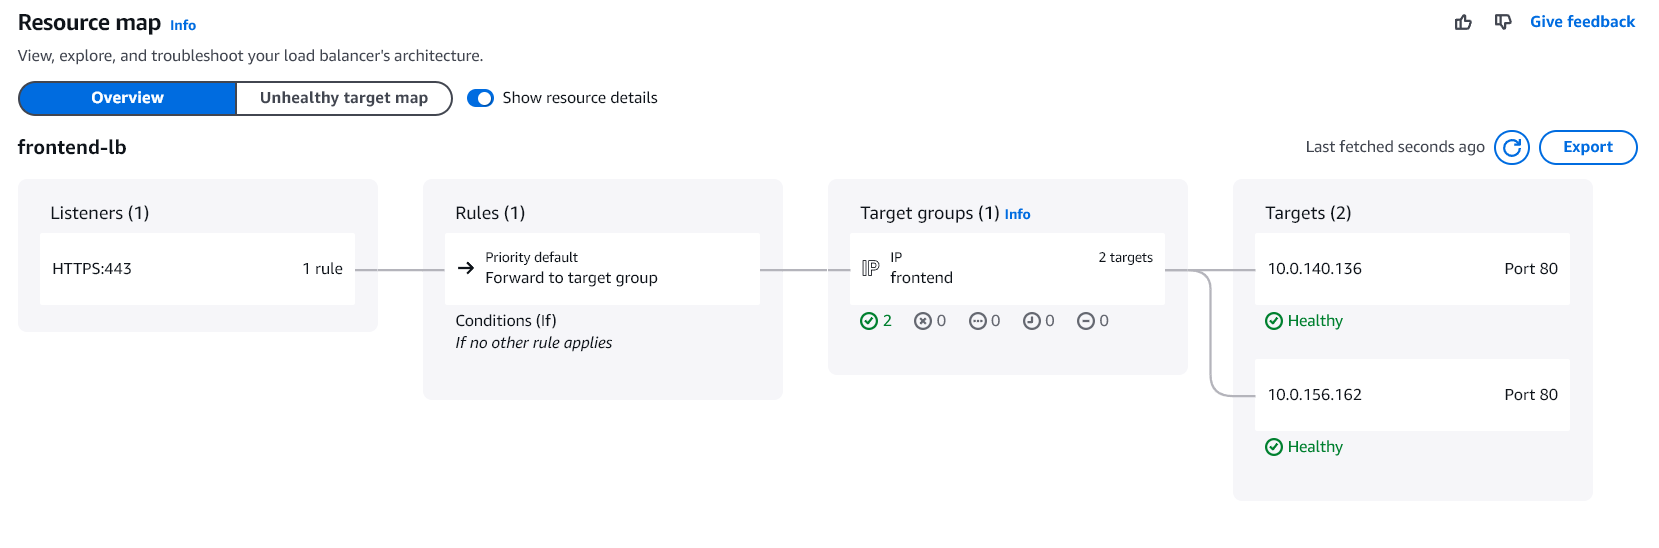 Resource map Info
Give feedback
View, explore, and troubleshoot your load balancer's architecture.
Overview
Unhealthy target map
Show resource details
frontend-lb
Last fetched seconds ago
Export
Listeners (1)
HTTPS:443
1 rule
Rules (1)
Priority default
Forward to target group
Conditions (If)
If no other rule applies
Target groups (1) Info
IP
IP
2 targets
frontend
2
0
0
0
0
Targets (2)
10.0.140.136
Port 80
Healthy
10.0.156.162
Port 80
Healthy